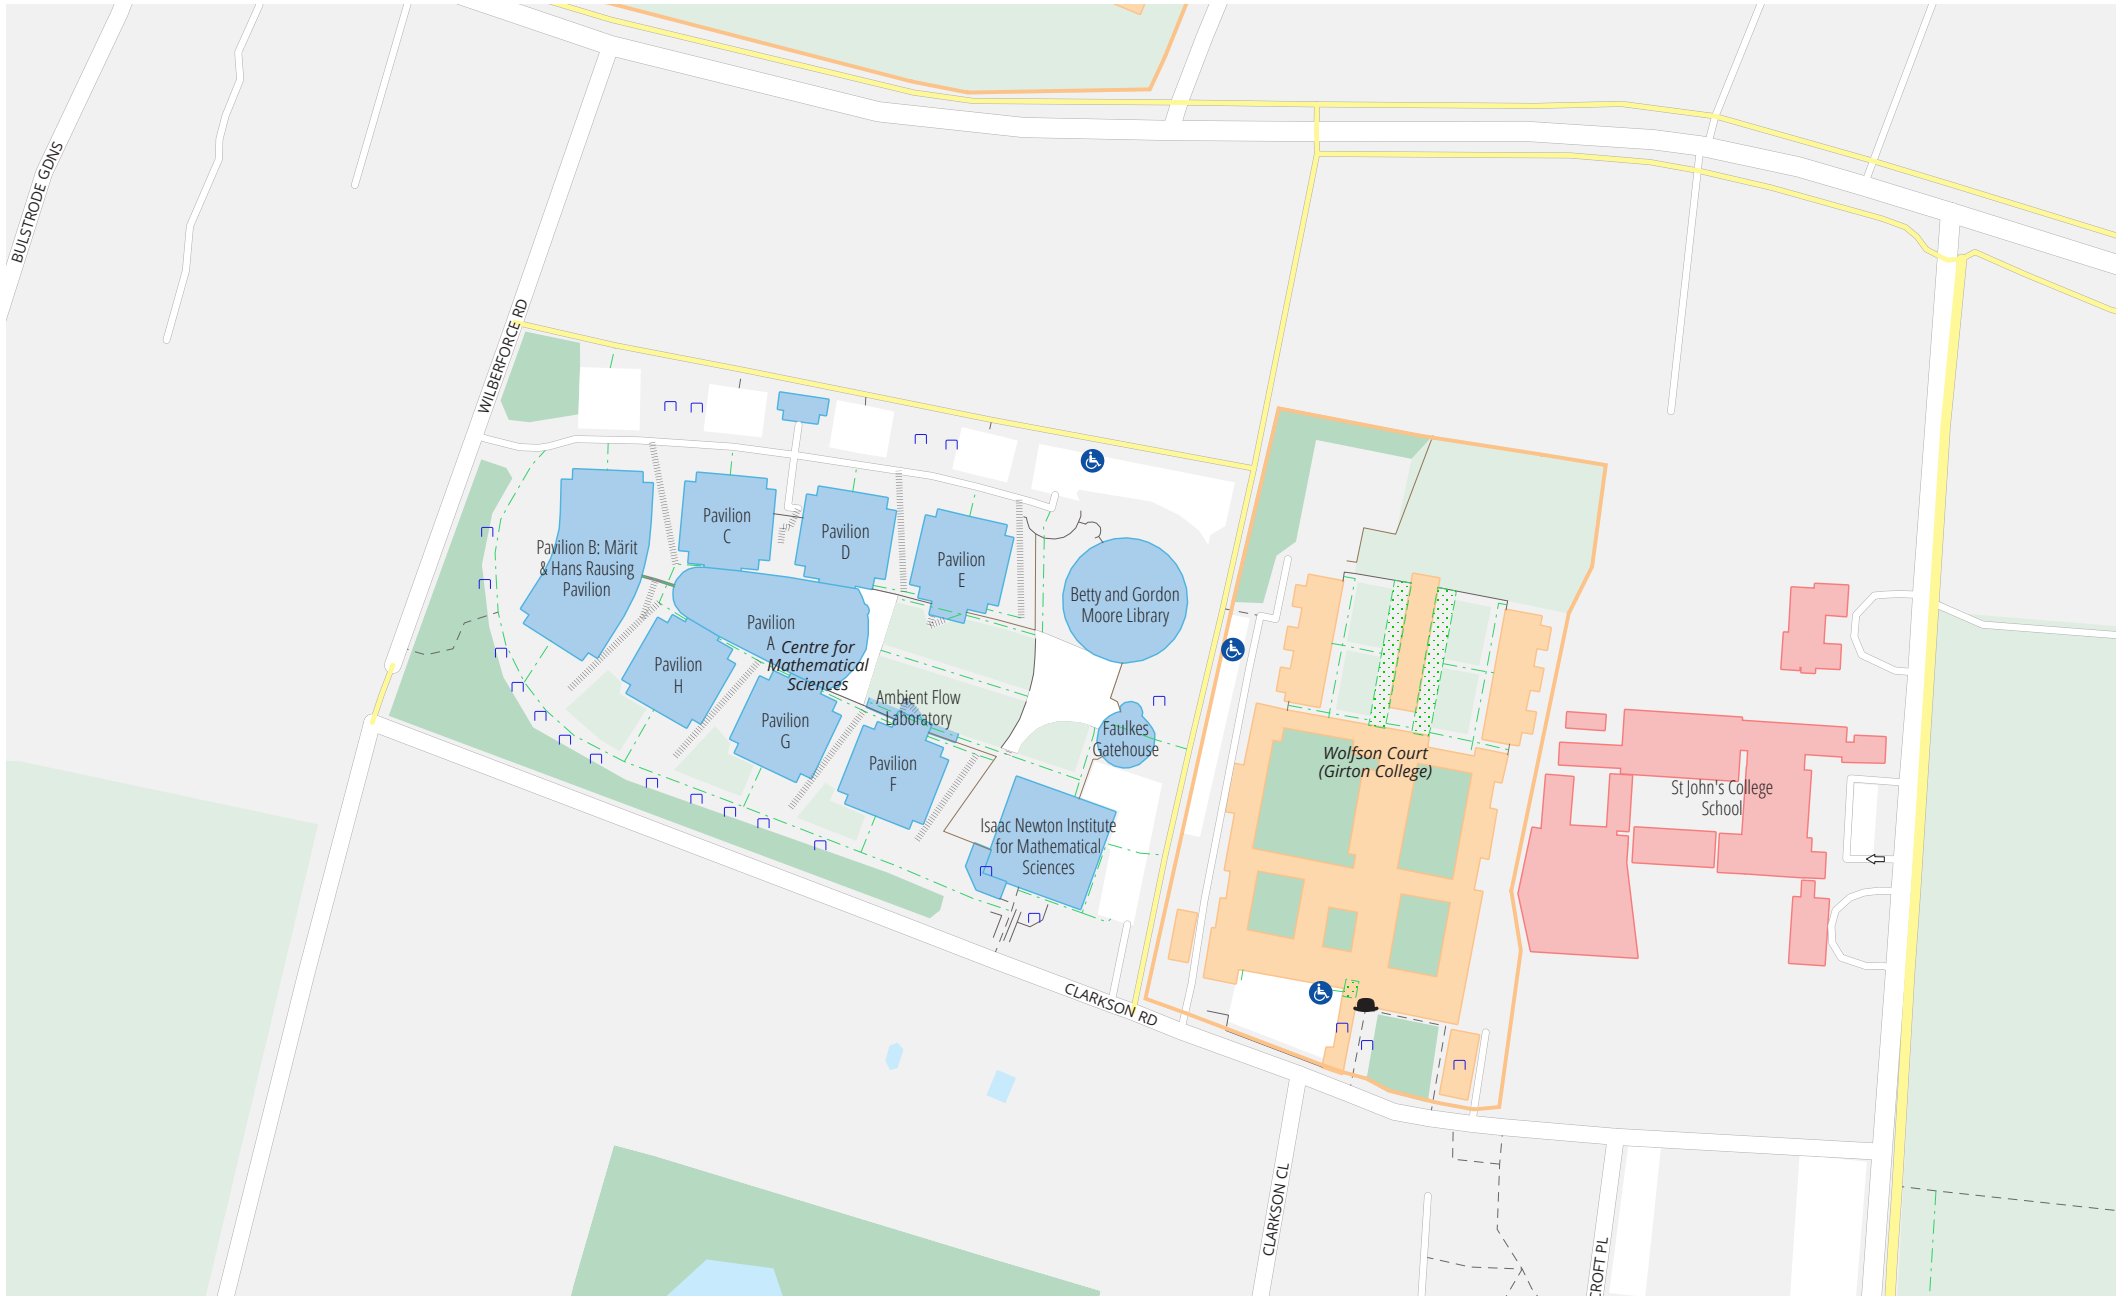 BULSTRODE GDNS
WILBERFORCE RD
Pavilion
C
Pavilion
D
Pavilion B: Märit
& Hans Rausing
Pavilion
Pavilion
E
Betty and Gordon
Moore Library
Pavilion
A
Centre for
Mathematical
Sciences
Pavilion
H
Ambient Flow
Laboratory
Pavilion
G
Faulkes
Gatehouse
Pavilion
F
Wolfson Court
(Girton College)
St John's College
School
Isaac Newton Institute
for Mathematical
Sciences
CLARKSON RD
CLARKSON CL
CROFT PL